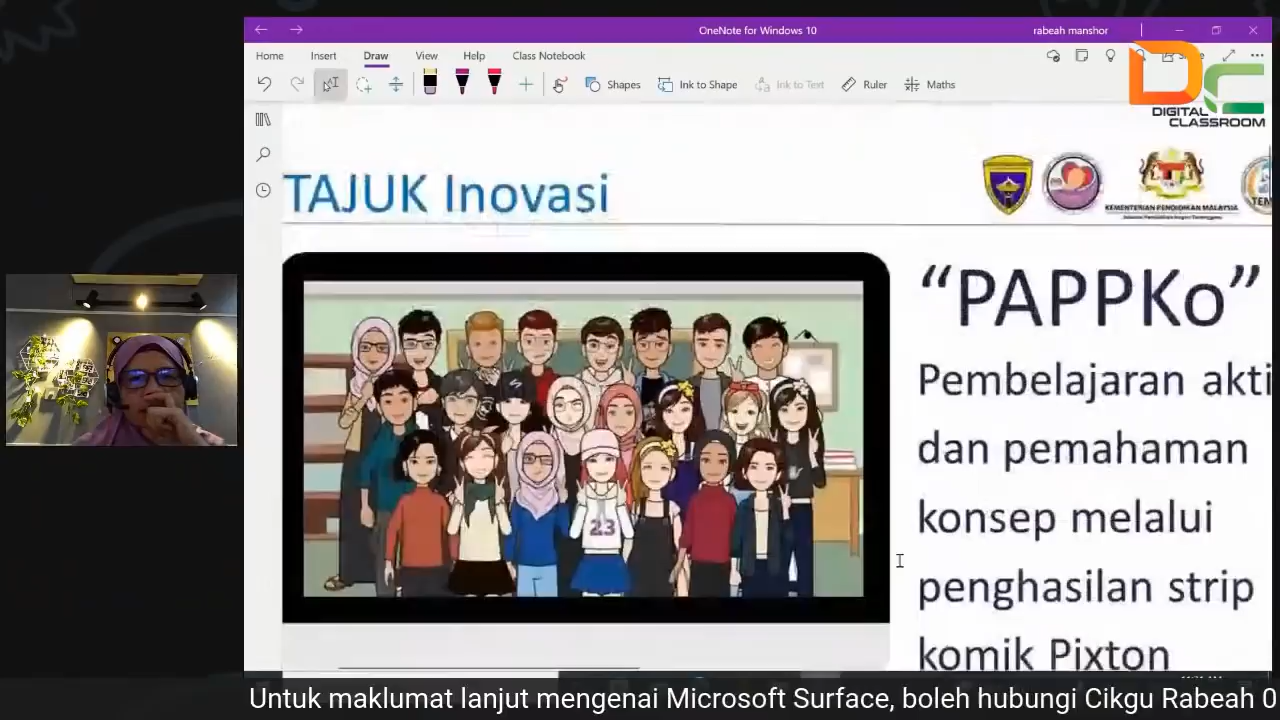 OneNote for Windows 10
rabeah manshor
Home Insert Draw View Help Class Notebook
Shapes Ink to Shape Ink to Text Ruler Maths
DIGITAL
CLASSROOM
TAJUK Inovasi
KEMENTERIAN PENDIDIKAN MALAYSIA
“PAPPKo”
Pembelajaran akti
dan pemahaman
konsep melalui
penghasilan strip
komik Pixton
23
Untuk maklumat lanjut mengenai Microsoft Surface, boleh hubungi Cikgu Rabeah 0